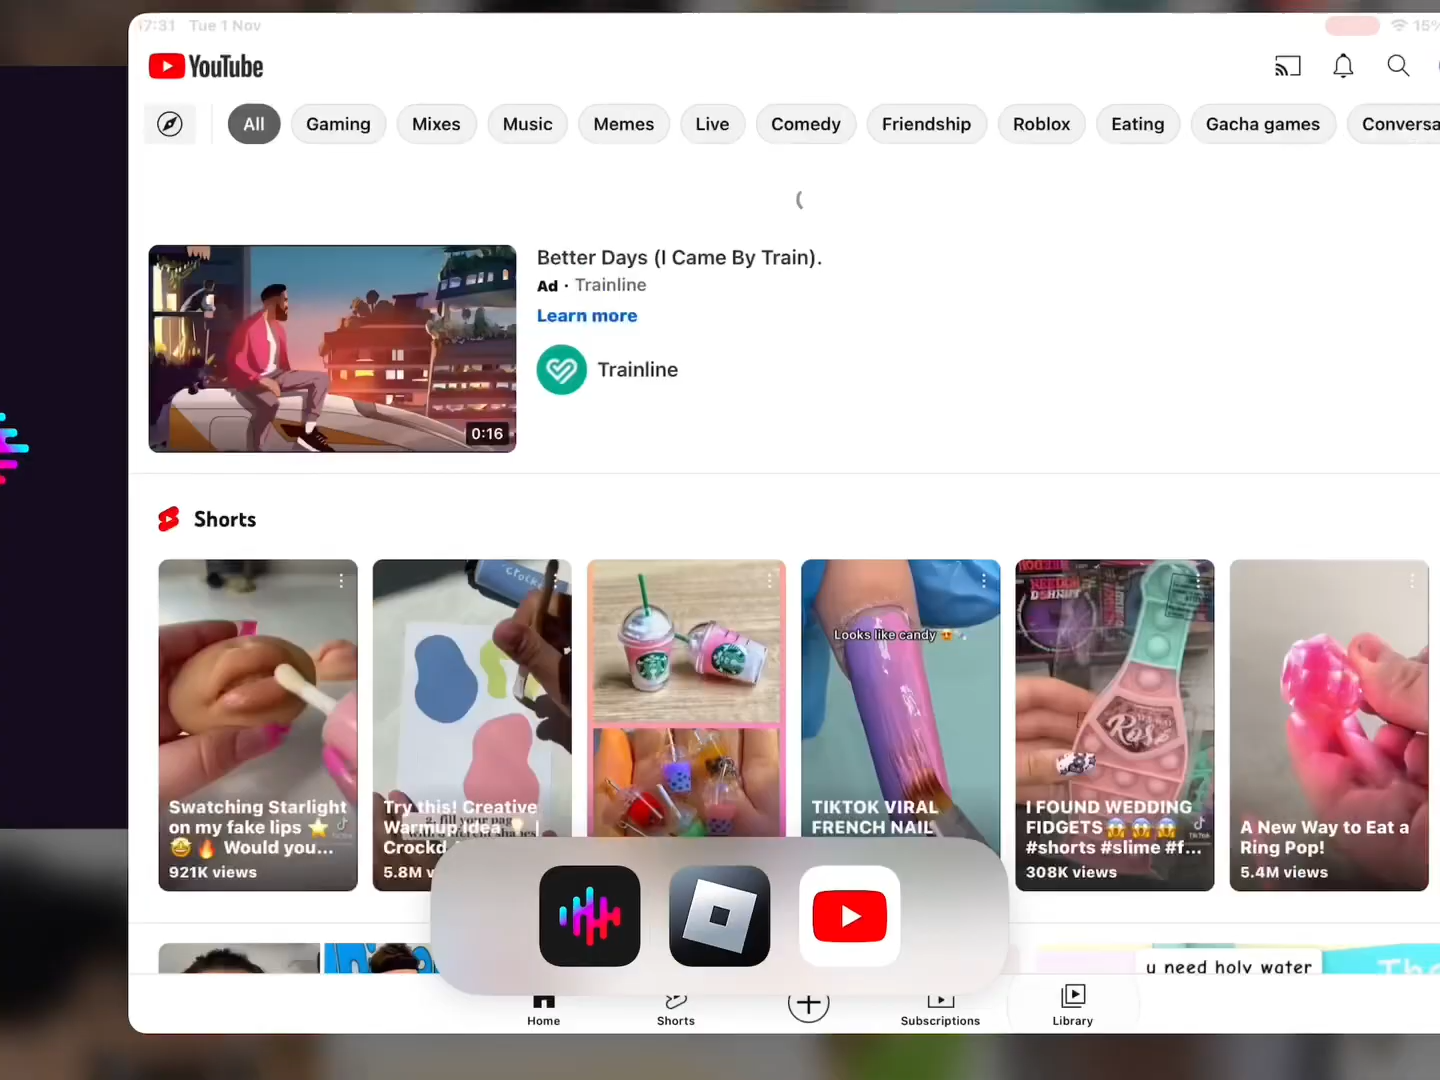 17:31 Tue 1 Nov
15%
YouTube
All
Gaming
Mixes
Music
Memes
Live
Comedy
Friendship
Roblox
Eating
Gacha games
Conversa
Better Days (I Came By Train).
Ad · Trainline
Learn more
Trainline
0:16
Shorts
Swatching Starlight
on my fake lips ⭐
🤩🔥 Would you...
921K views
Try this! Creative
Warmup Idea 💡 |
Crockd
5.8M v
Looks like candy
TIKTOK VIRAL
FRENCH NAIL
Rosé
I FOUND WEDDING
FIDGETS😱😱😱
#shorts #slime #f...
308K views
A New Way to Eat a
Ring Pop!
5.4M views
u need holy water
Home
Shorts
Subscriptions
Library